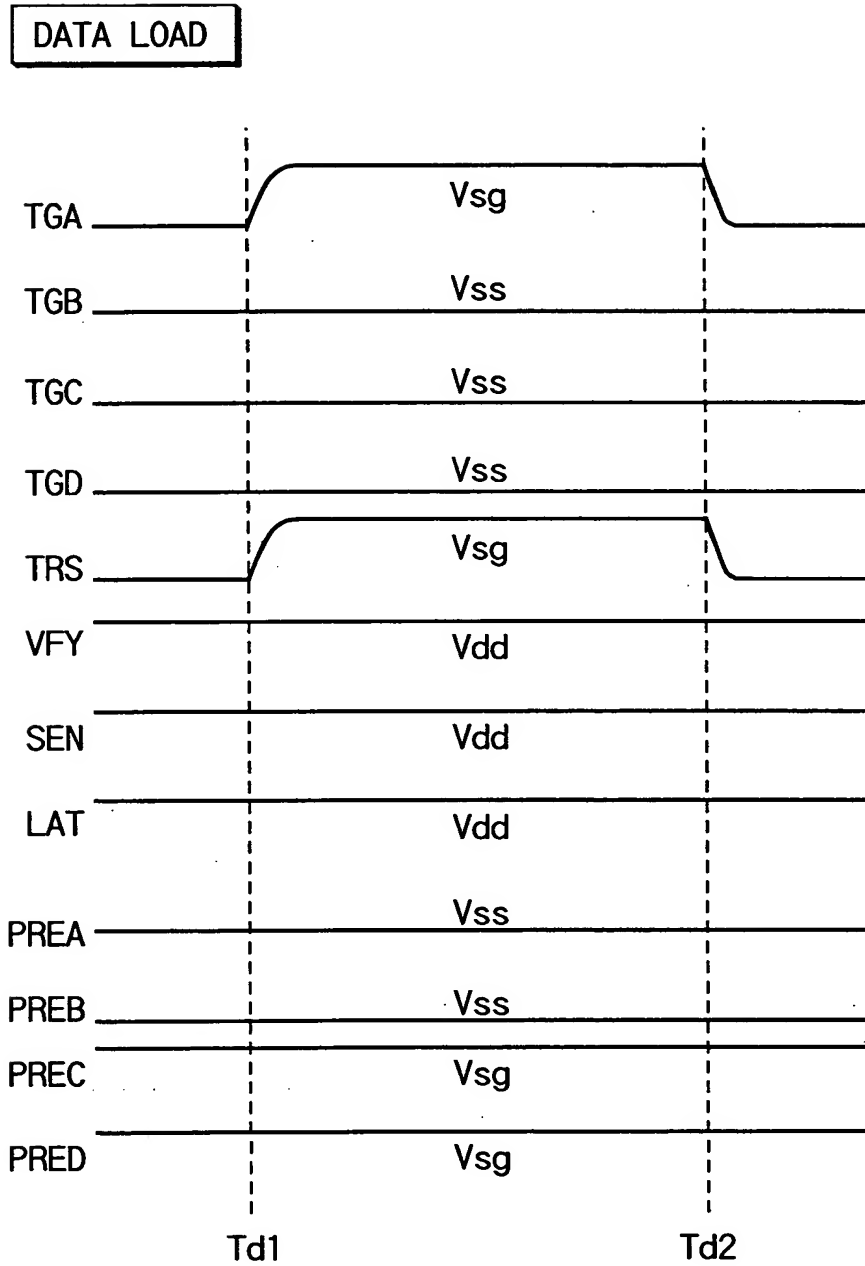 DATA LOAD
TGA Vsg
TGB Vss
TGC Vss
TGD Vss
TRS Vsg
VFY Vdd
SEN Vdd
LAT Vdd
PREA Vss
PREB Vss
PREC Vsg
PRED Vsg
Td1 Td2